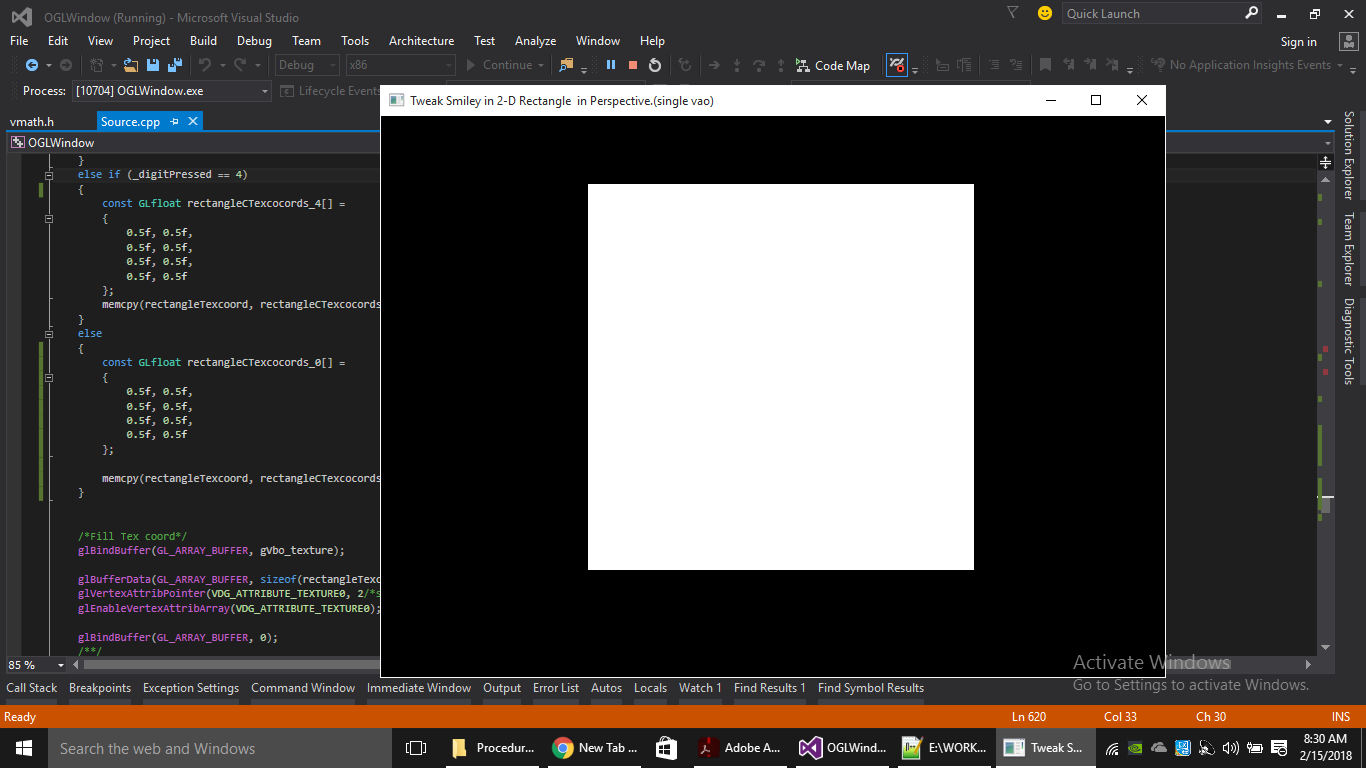 OGLWindow (Running) - Microsoft Visual Studio
Quick Launch
File Edit View Project Build Debug Team Tools Architecture Test Analyze Window Help
Sign in
Debug x86 Continue Code Map No Application Insights Events
Process: [10704] OGLWindow.exe Lifecycle Events
Tweak Smiley in 2-D Rectangle in Perspective.(single vao)
vmath.h Source.cpp
OGLWindow
}
else if (_digitPressed == 4)
{
const GLfloat rectangleCTexcocords_4[] =
{
0.5f, 0.5f,
0.5f, 0.5f,
0.5f, 0.5f,
0.5f, 0.5f
};
memcpy(rectangleTexcoord, rectangleCTexcocords
}
else
{
const GLfloat rectangleCTexcocords_0[] =
{
0.5f, 0.5f,
0.5f, 0.5f,
0.5f, 0.5f,
0.5f, 0.5f
};
memcpy(rectangleTexcoord, rectangleCTexcocords
}
/*Fill Tex coord*/
glBindBuffer(GL_ARRAY_BUFFER, gVbo_texture);
glBufferData(GL_ARRAY_BUFFER, sizeof(rectangleTexc
glVertexAttribPointer(VDG_ATTRIBUTE_TEXTURE0, 2/*s
glEnableVertexAttribArray(VDG_ATTRIBUTE_TEXTURE0);
glBindBuffer(GL_ARRAY_BUFFER, 0);
/**/
Solution Explorer
Team Explorer
Diagnostic Tools
Activate Windows
Go to Settings to activate Windows.
85 %
Call Stack Breakpoints Exception Settings Command Window Immediate Window Output Error List Autos Locals Watch 1 Find Results 1 Find Symbol Results
Ready Ln 620 Col 33 Ch 30 INS
Search the web and Windows Procedur... New Tab ... Adobe A... OGLWind... E:\WORK... Tweak S...
8:30 AM
2/15/2018